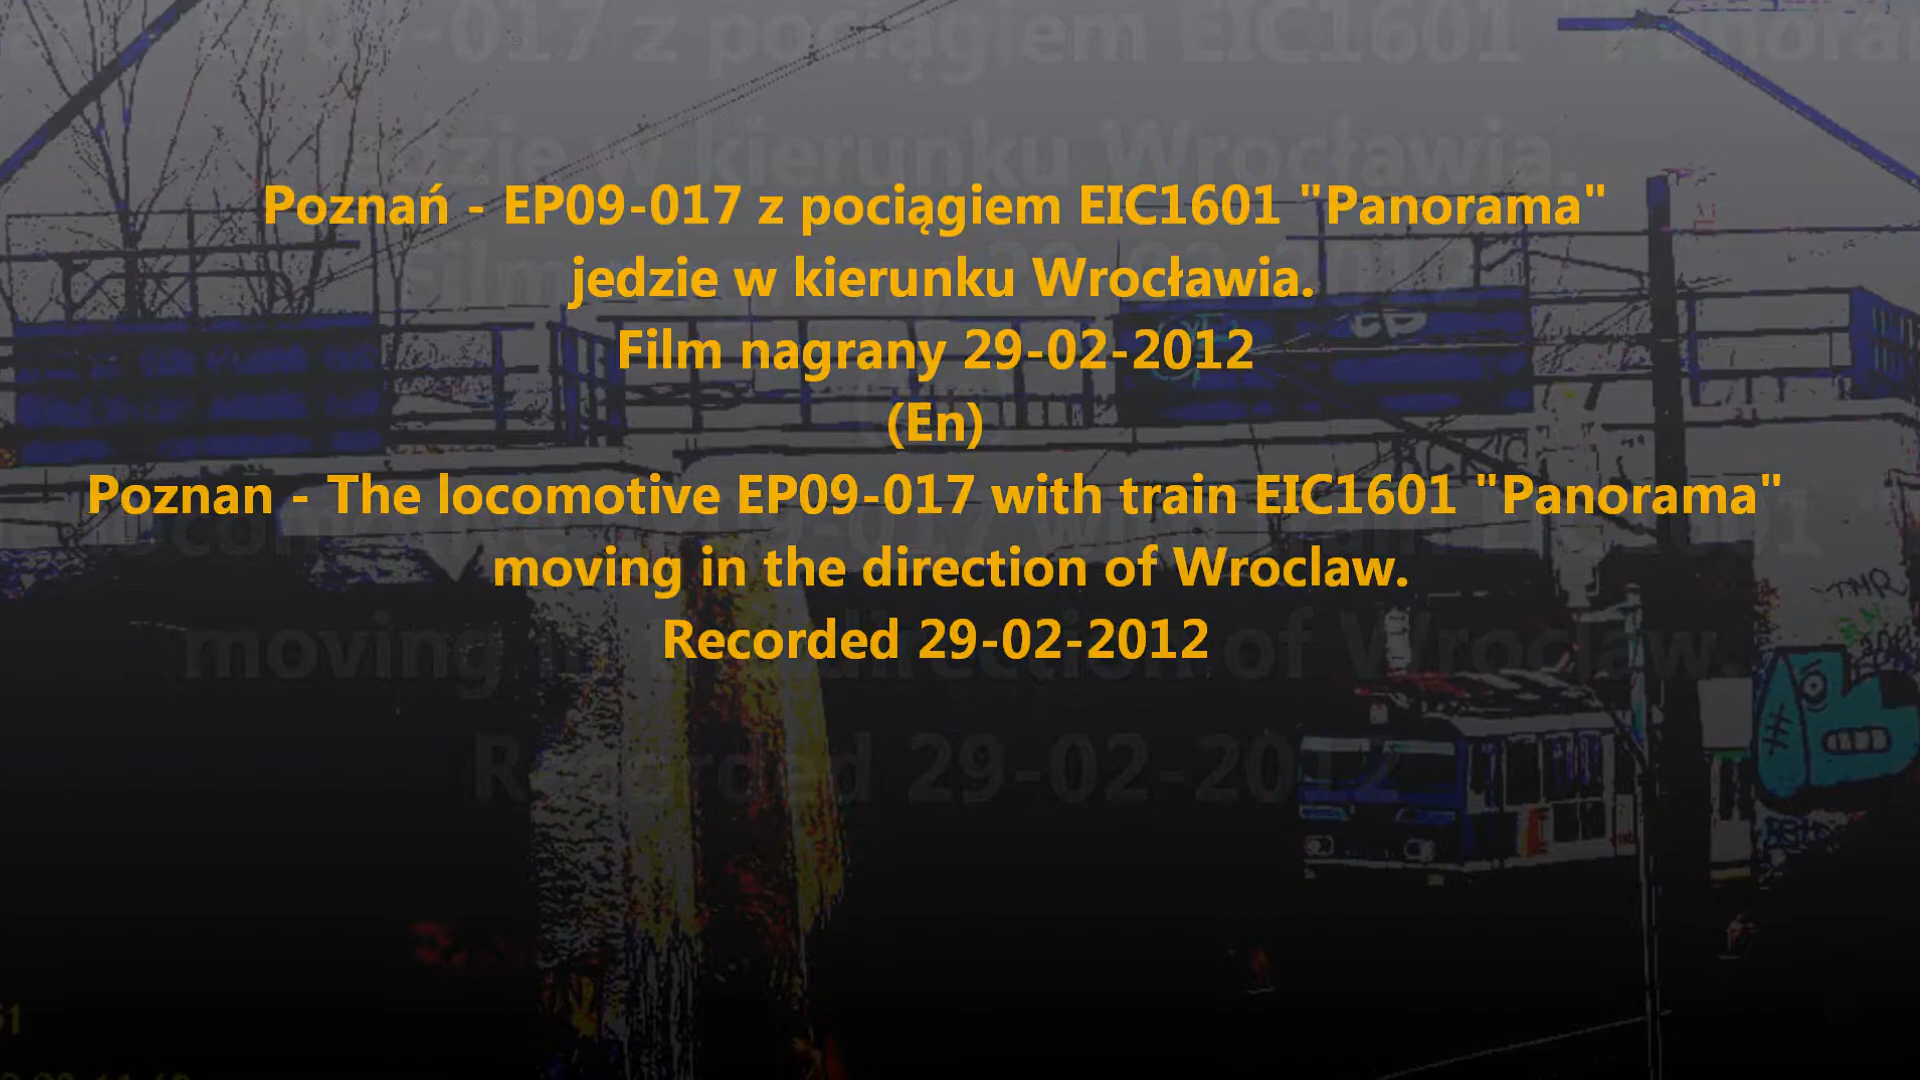 Poznań - EP09-017 z pociągiem EIC1601 "Panorama"
jedzie w kierunku Wrocławia.
Film nagrany 29-02-2012
(En)
Poznan - The locomotive EP09-017 with train EIC1601 "Panorama"
moving in the direction of Wroclaw.
Recorded 29-02-2012